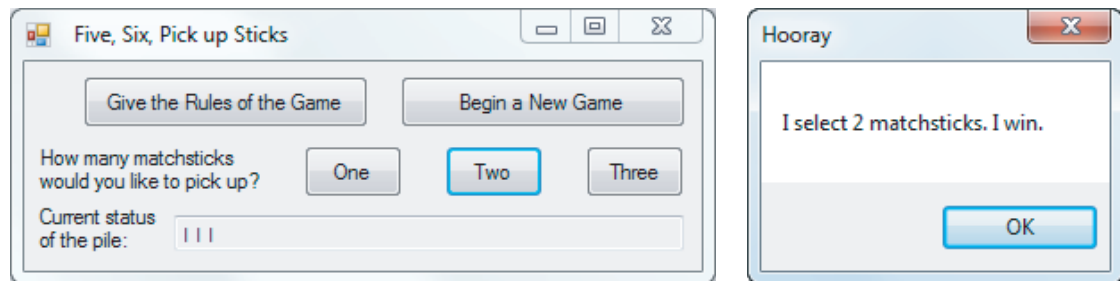 Five, Six, Pick up Sticks
Give the Rules of the Game
Begin a New Game
How many matchsticks
would you like to pick up?
One
Two
Three
Current status
of the pile:
I I I
Hooray
I select 2 matchsticks. I win.
OK